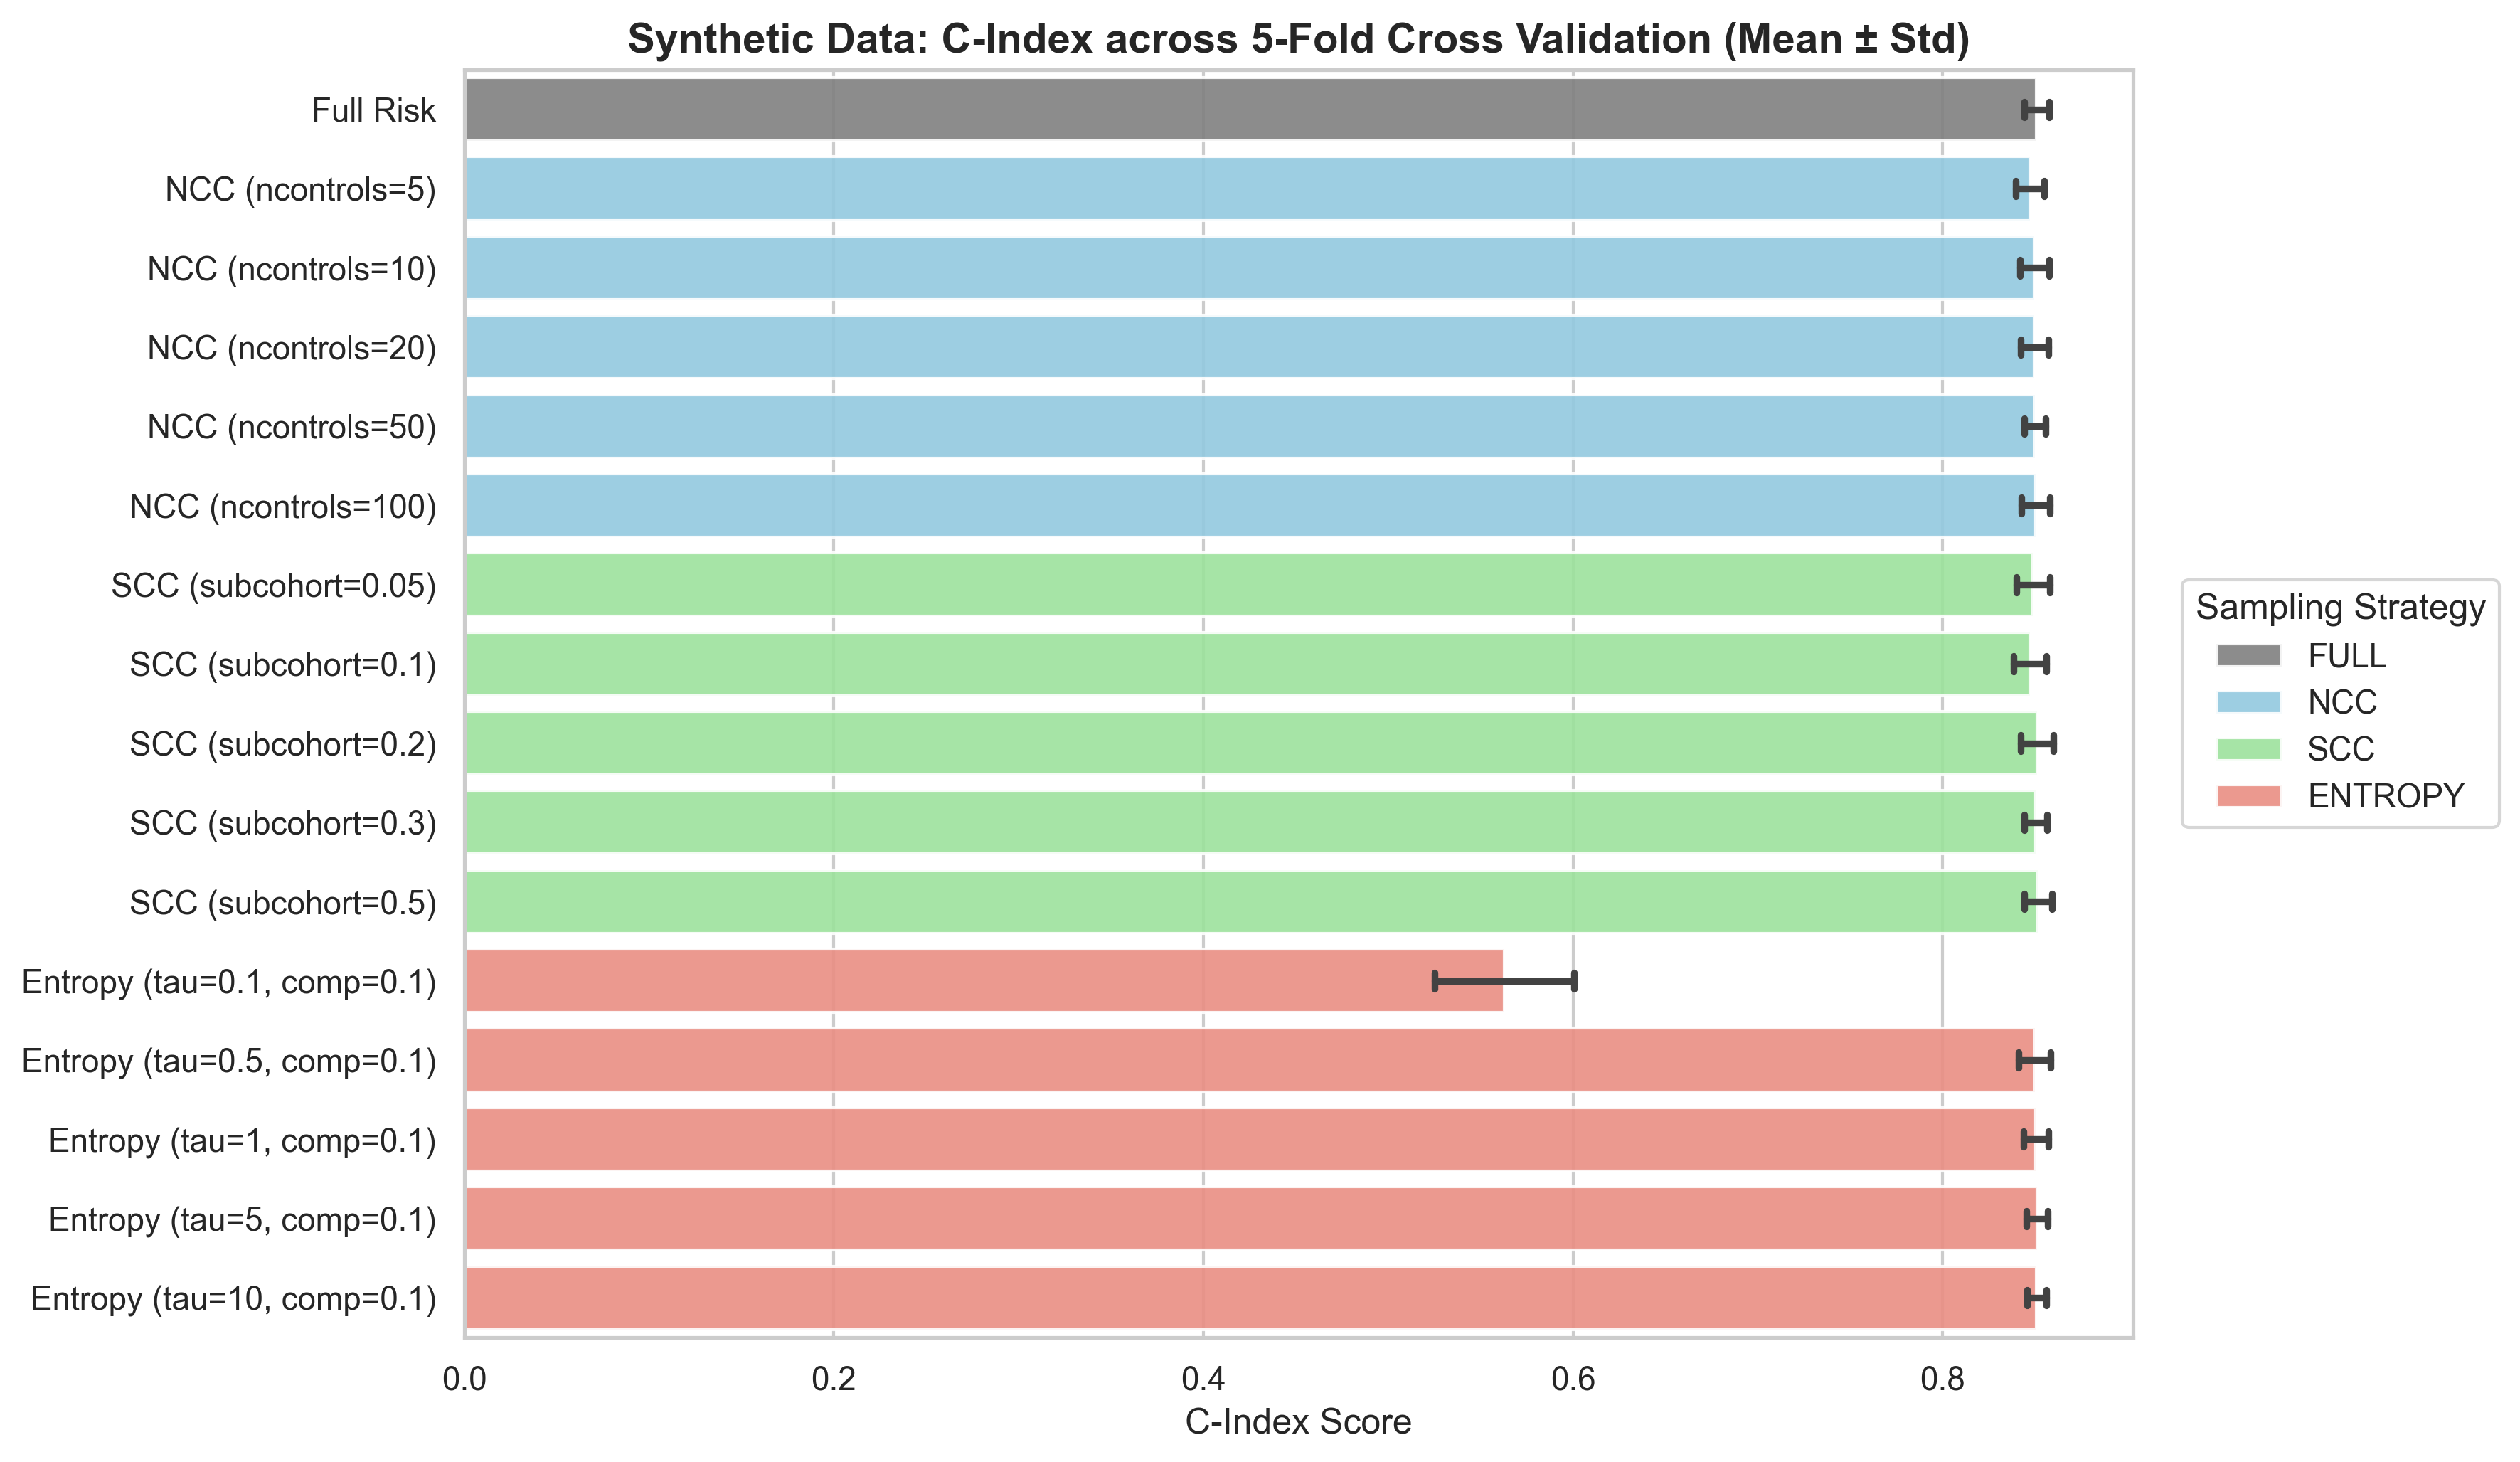 Synthetic Data: C-Index across 5-Fold Cross Validation (Mean ± Std)
Full Risk
NCC (ncontrols=5)
NCC (ncontrols=10)
NCC (ncontrols=20)
NCC (ncontrols=50)
NCC (ncontrols=100)
SCC (subcohort=0.05)
SCC (subcohort=0.1)
SCC (subcohort=0.2)
SCC (subcohort=0.3)
SCC (subcohort=0.5)
Entropy (tau=0.1, comp=0.1)
Entropy (tau=0.5, comp=0.1)
Entropy (tau=1, comp=0.1)
Entropy (tau=5, comp=0.1)
Entropy (tau=10, comp=0.1)
0.0 0.2 0.4 0.6 0.8
C-Index Score
Sampling Strategy
FULL
NCC
SCC
ENTROPY